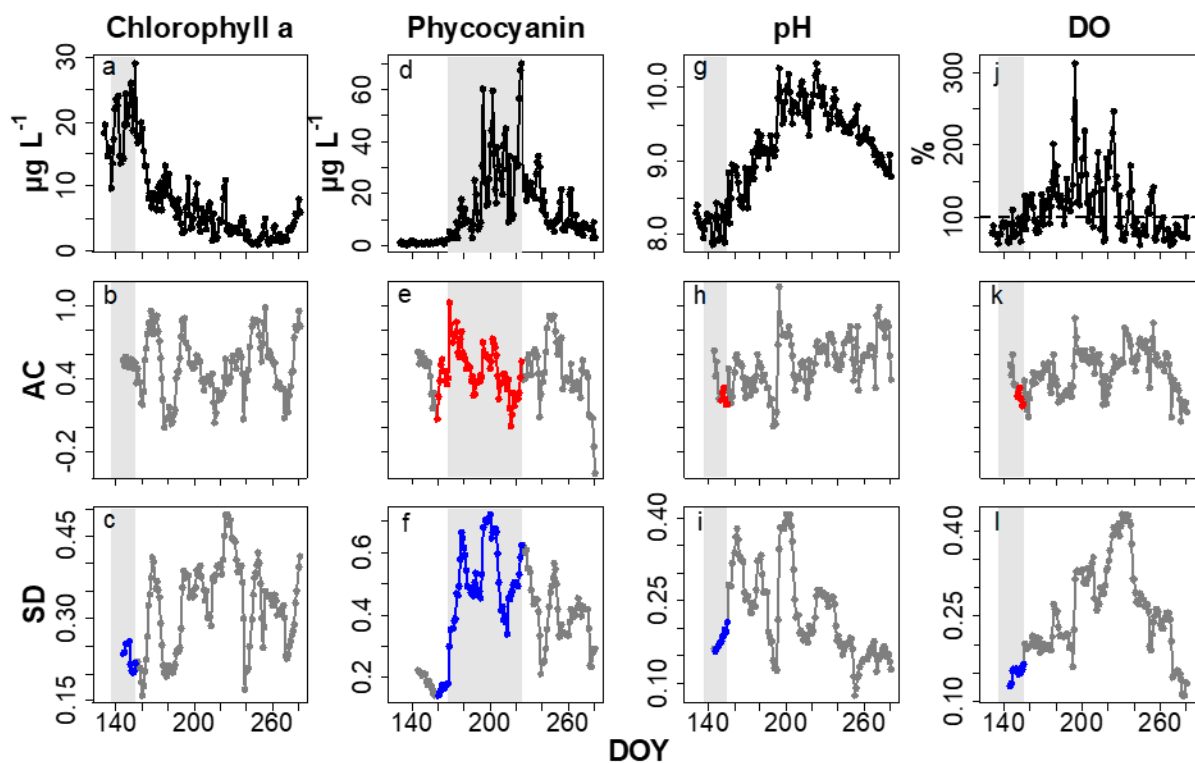 Chlorophyll a Phycocyanin pH DO
a d g j
µg L⁻¹ µg L⁻¹ %
30 20 10 0
60 40 20 0
10.0 9.0 8.0
300 200 100
b e h k
AC
1.0 0.4 -0.2
c f i l
SD
0.45 0.30 0.15
0.6 0.4 0.2
0.40 0.25 0.10
0.40 0.25 0.10
140 200 260 140 200 260 140 200 260 140 200 260
DOY